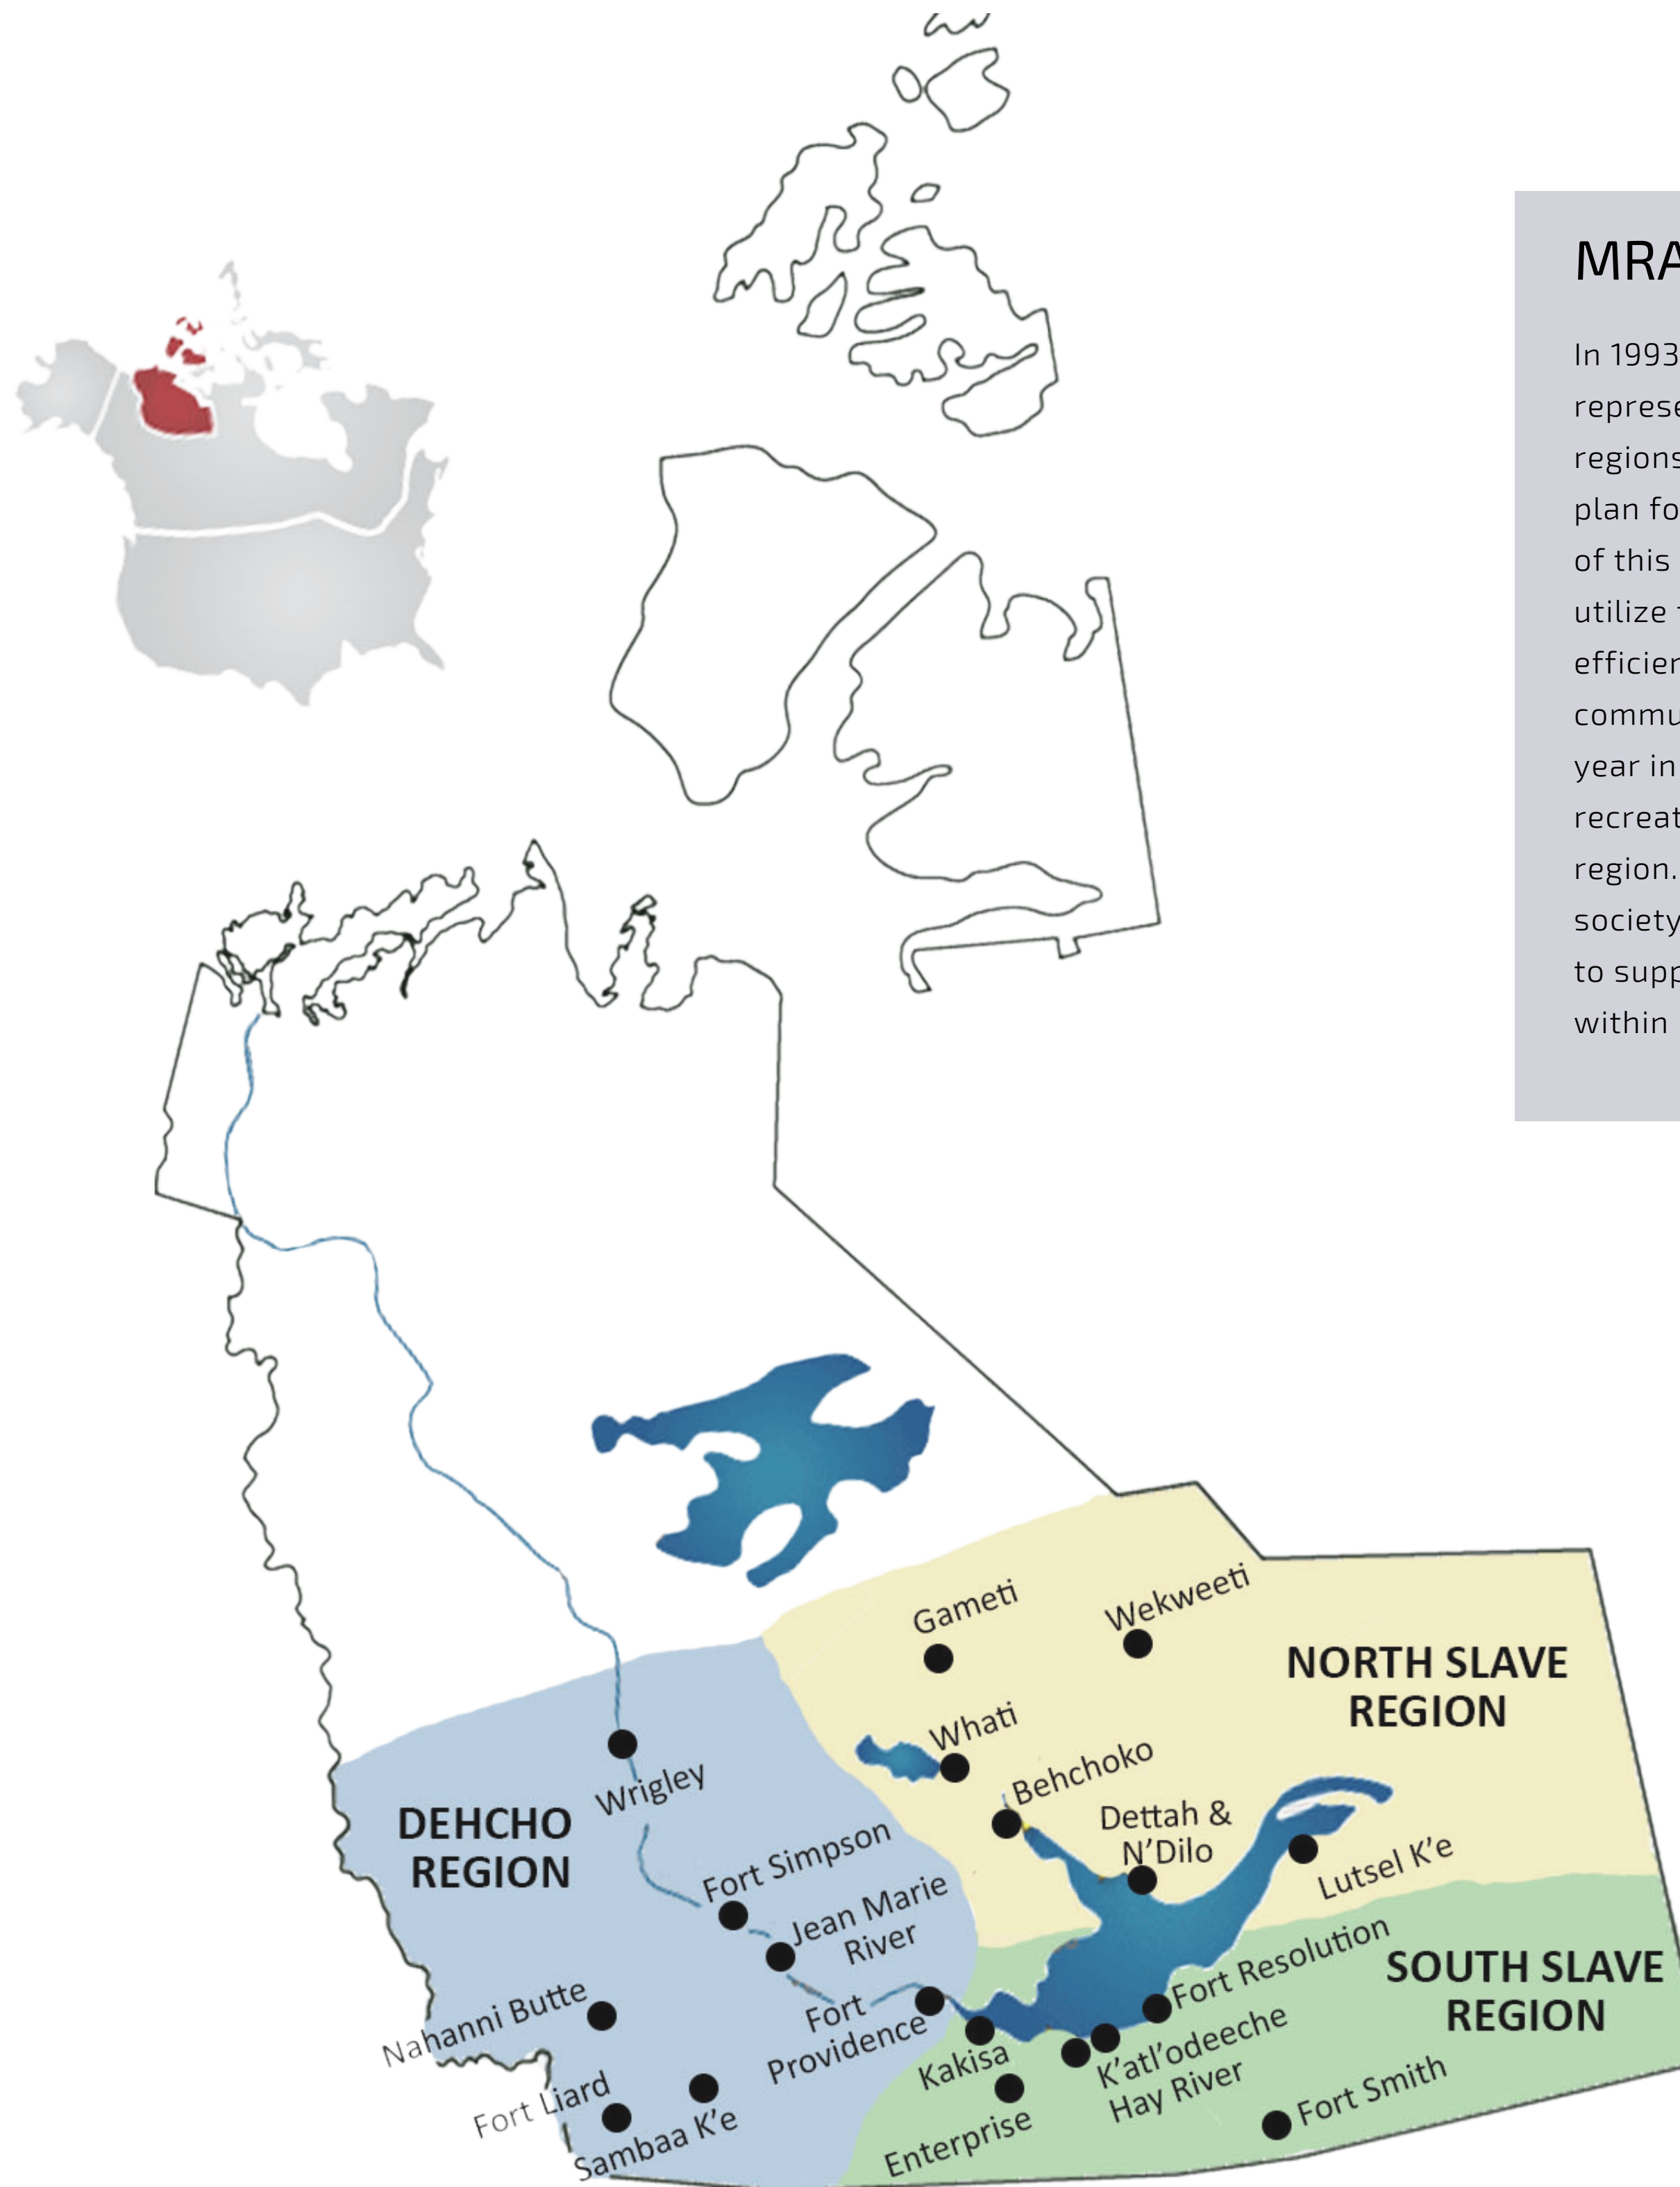 MRA
In 1993
represe
regions
plan fo
of this
utilize
efficien
commu
year in
recreat
region.
society
to supp
within
Gameti
Wekweeti
NORTH SLAVE
REGION
Whati
Behchoko
Dettah &
N'Dilo
Lutsel K'e
Wrigley
DEHCHO
REGION
Fort Simpson
Jean Marie
River
Fort
Providence
Nahanni Butte
Fort Liard
Sambaa K'e
Fort Resolution
SOUTH SLAVE
REGION
Kakisa
K'atl'odeeche
Hay River
Enterprise
Fort Smith